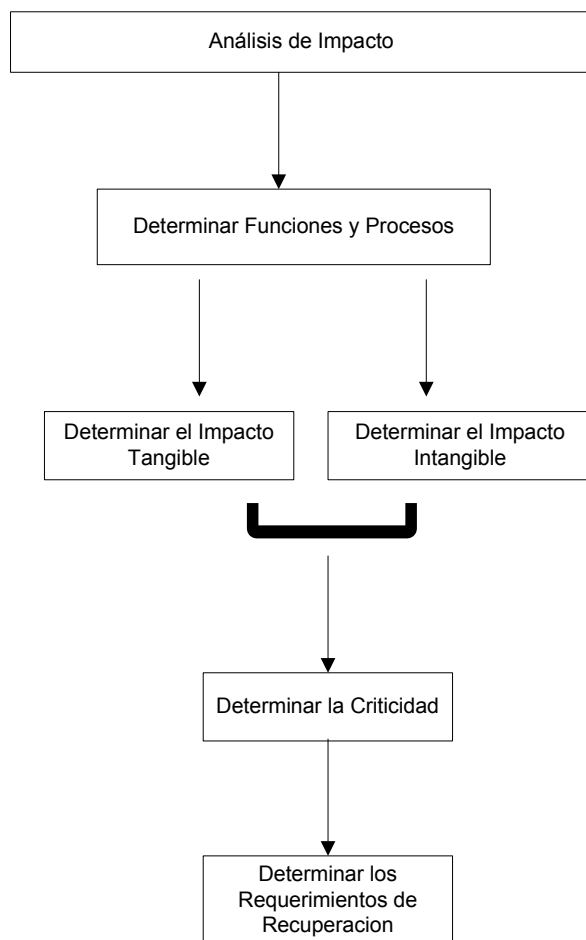 Análisis de Impacto
Determinar Funciones y Procesos
Determinar el Impacto
Tangible
Determinar el Impacto
Intangible
Determinar la Criticidad
Determinar los
Requerimientos de
Recuperacion